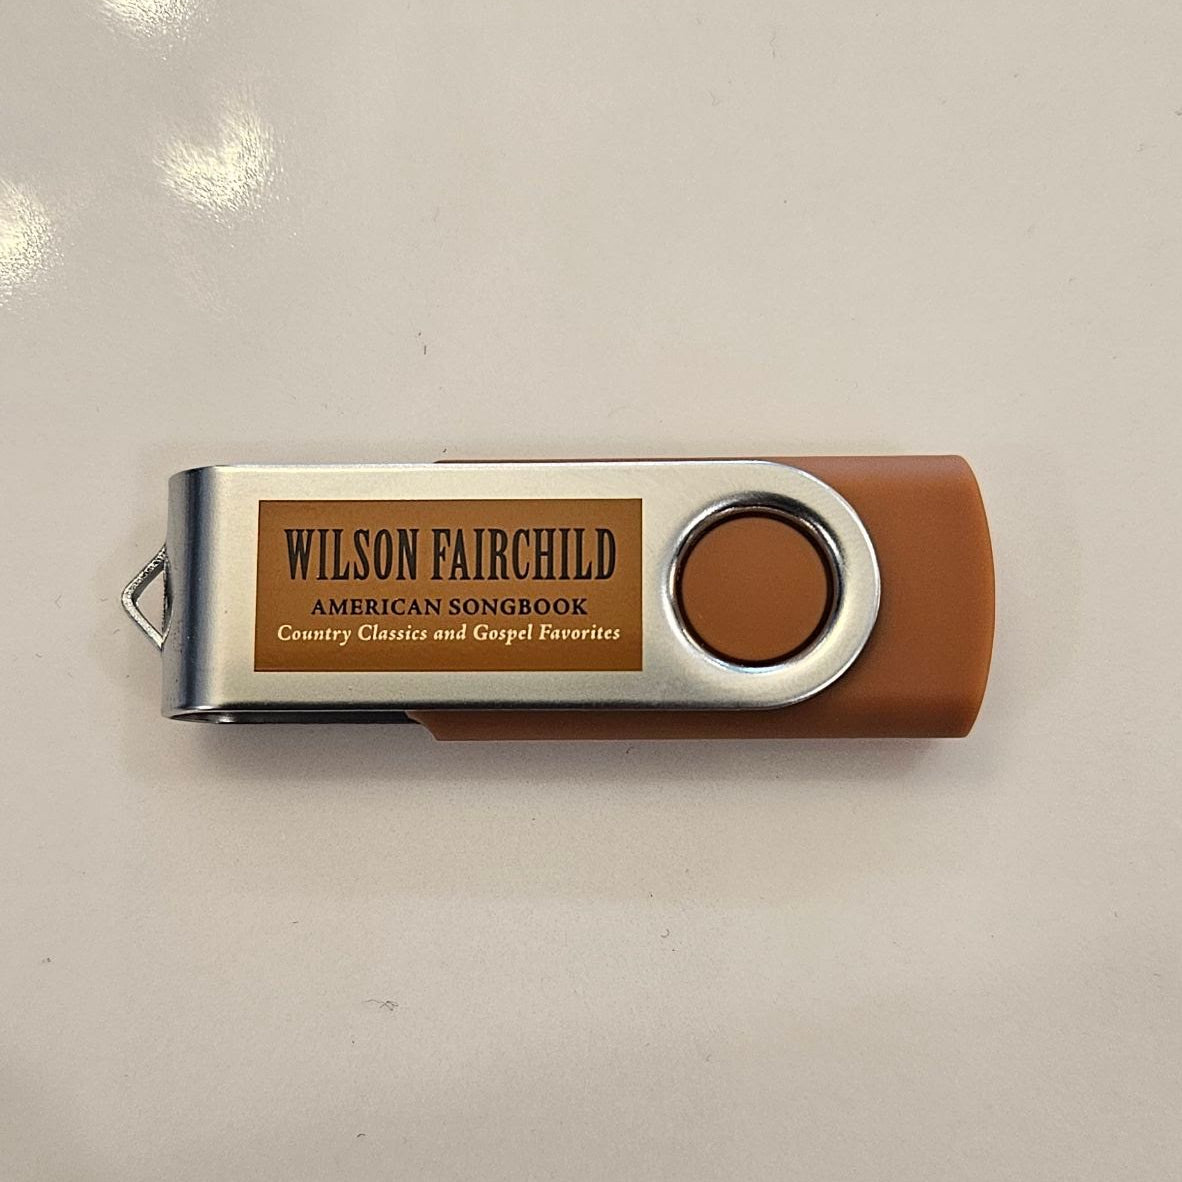 WILSON FAIRCHILD
AMERICAN SONGBOOK
Country Classics and Gospel Favorites